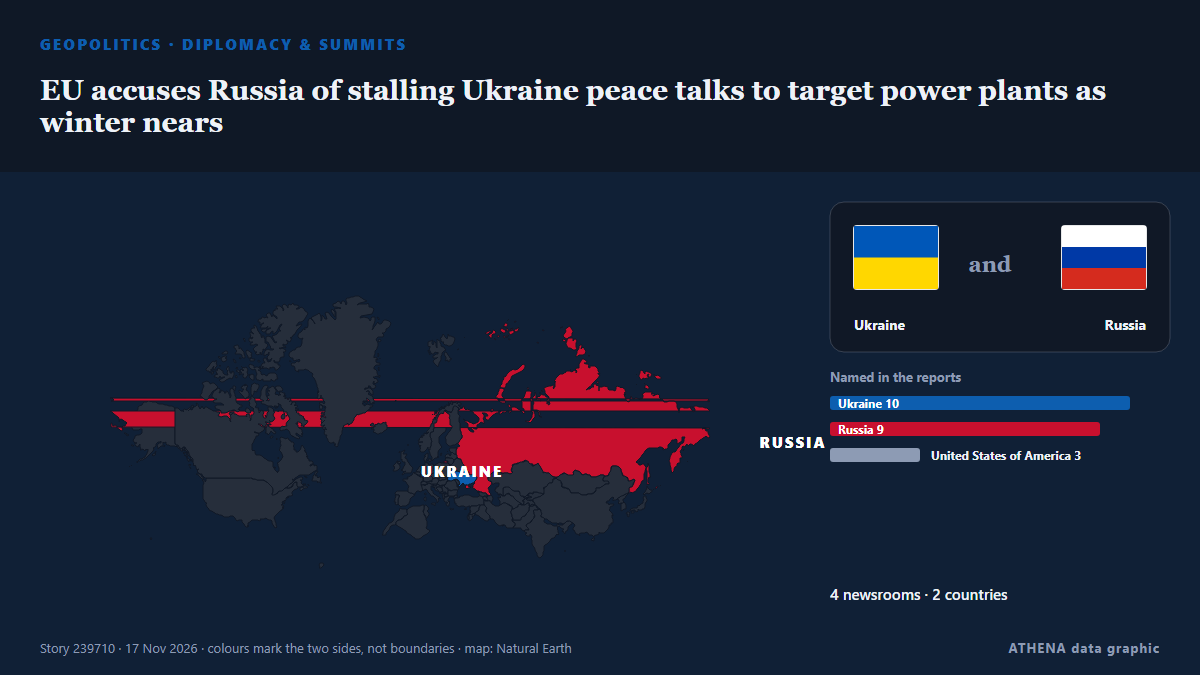 GEOPOLITICS · DIPLOMACY & SUMMITS
EU accuses Russia of stalling Ukraine peace talks to target power plants as
winter nears
and
Ukraine
Russia
Named in the reports
Ukraine 10
Russia 9
RUSSIA
United States of America 3
UKRAINE
4 newsrooms · 2 countries
Story 239710 · 17 Nov 2026 · colours mark the two sides, not boundaries · map: Natural Earth
ATHENA data graphic